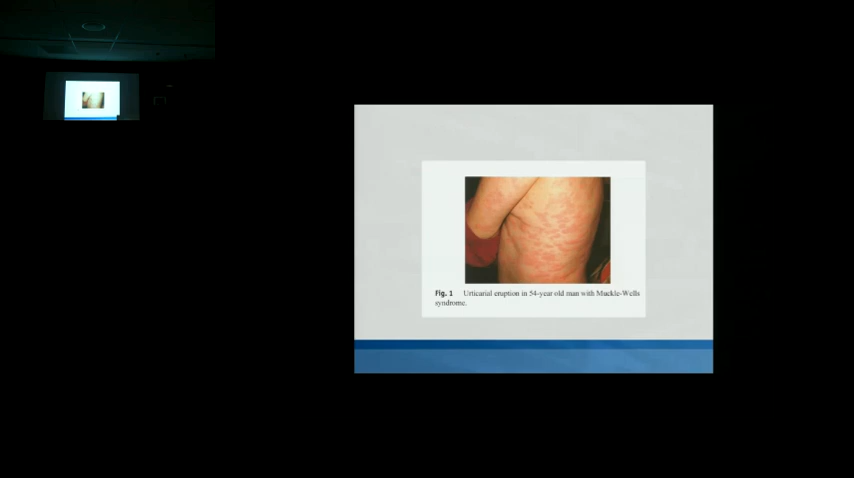 Fig. 1 Urticarial eruption in 54-year old man with Muckle-Wells
syndrome.